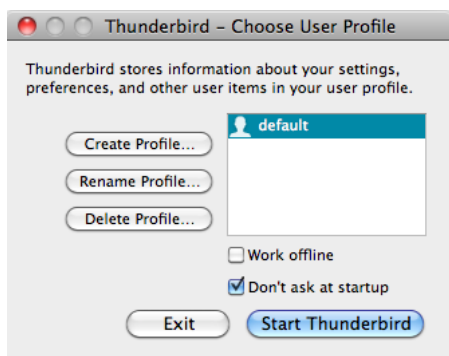 Thunderbird – Choose User Profile
Thunderbird stores information about your settings,
preferences, and other user items in your user profile.
default
Create Profile...
Rename Profile...
Delete Profile...
Work offline
Don't ask at startup
Exit
Start Thunderbird